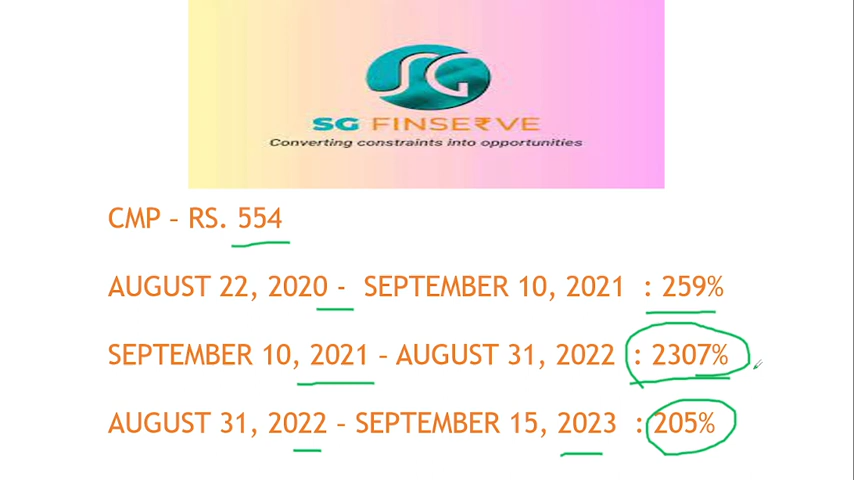 SG
SG FINSE₹VE
Converting constraints into opportunities
CMP – RS. 554
AUGUST 22, 2020 - SEPTEMBER 10, 2021 : 259%
SEPTEMBER 10, 2021 – AUGUST 31, 2022 : 2307%
AUGUST 31, 2022 – SEPTEMBER 15, 2023 : 205%